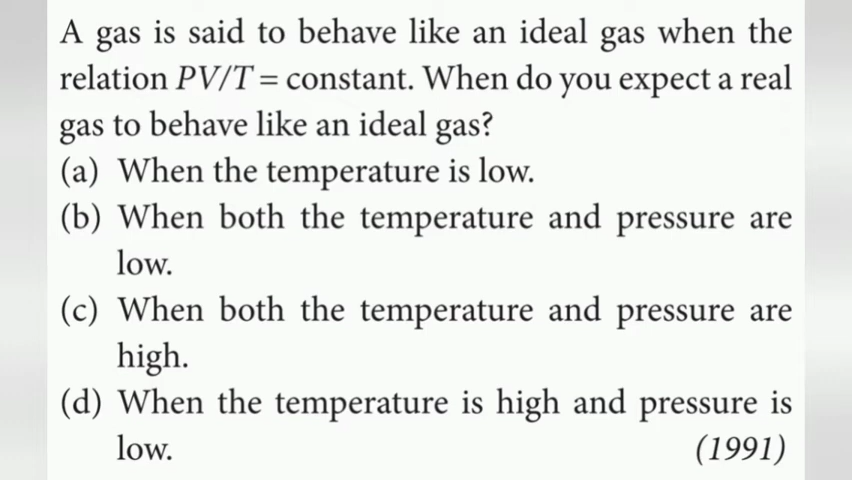 A gas is said to behave like an ideal gas when the
relation PV/T = constant. When do you expect a real
gas to behave like an ideal gas?
(a) When the temperature is low.
(b) When both the temperature and pressure are
low.
(c) When both the temperature and pressure are
high.
(d) When the temperature is high and pressure is
low. (1991)